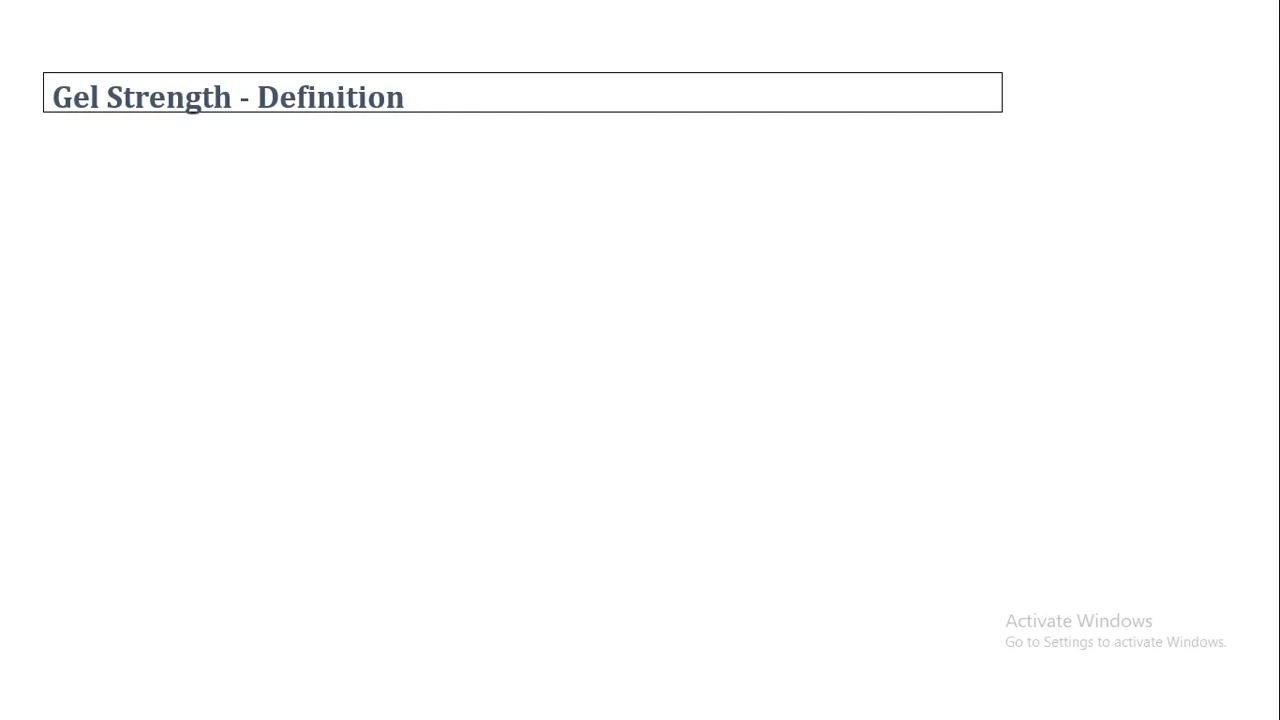 Gel Strength - Definition
Activate Windows
Go to Settings to activate Windows.